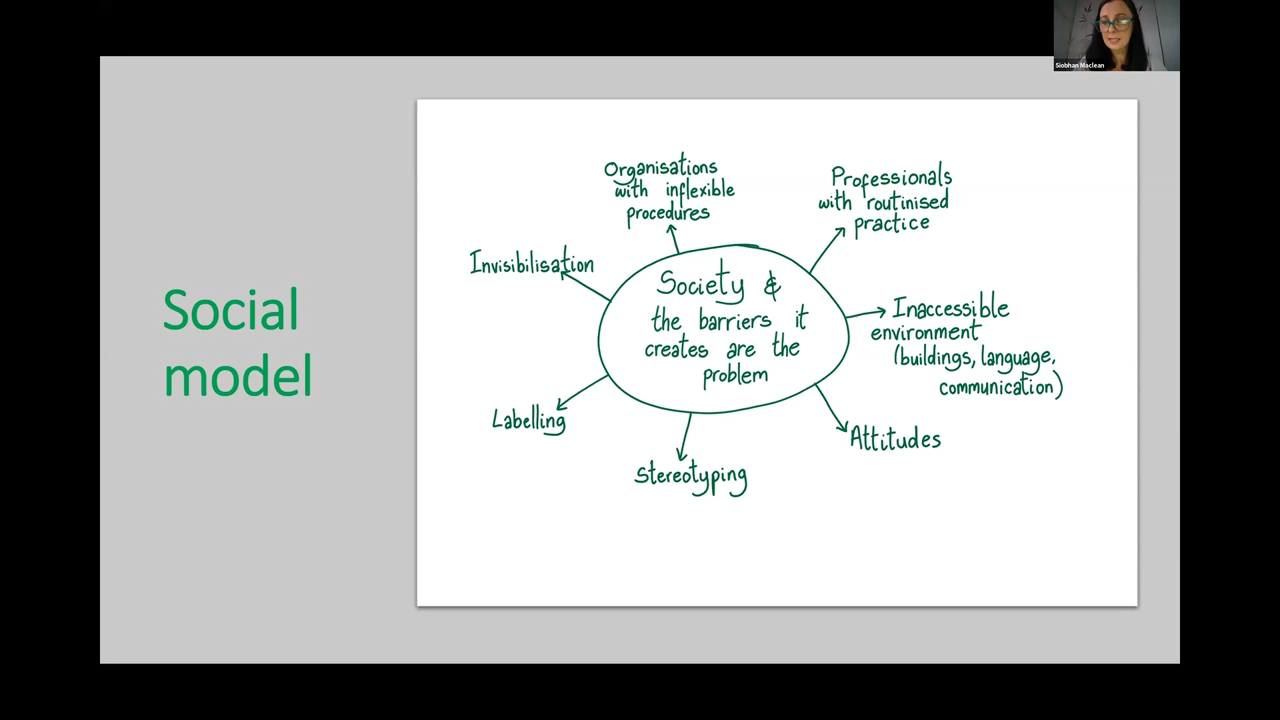 Siobhan Maclean
Social
model
Organisations
with inflexible
procedures
Professionals
with routinised
practice
Invisibilisation
Society &
the barriers it
creates are the
problem
Inaccessible
environment
(buildings, language,
communication)
Labelling
Attitudes
Stereotyping